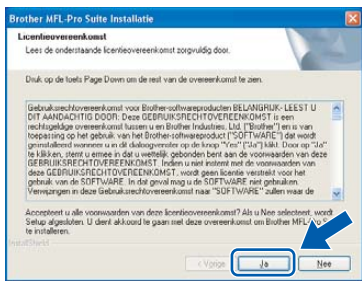 Brother MFL-Pro Suite Installatie
Licentieovereenkomst
Lees de onderstaande licentieovereenkomst zorgvuldig door.
Druk op de toets Page Down om de rest van de overeenkomst te zien.
Gebruiksrechtovereenkomst voor Brother-softwareproducten BELANGRIJK- LEEST U
DIT AANDACHTIG DOOR: Deze GEBRUIKSRECHTOVEREENKOMST is een
rechtsgeldige overeenkomst tussen u en Brother Industries, Ltd. ("Brother") en is van
toepassing op het gebruik van het Brother-softwareproduct ("SOFTWARE") dat wordt
geïnstalleerd wanneer u in dit dialoogvenster op de knop "Yes" ("Ja") klikt. Door op "Ja"
te klikken, stemt u ermee in dat u wettelijk gebonden bent aan de voorwaarden van deze
GEBRUIKSRECHTOVEREENKOMST. Indien u niet instemt met de voorwaarden van
deze GEBRUIKSRECHTOVEREENKOMST, wordt geen licentie verstrekt voor het
gebruik van de SOFTWARE. In dat geval mag u de SOFTWARE niet gebruiken.
Verwijzingen in deze Gebruiksrechtovereenkomst naar "SOFTWARE" zullen waar de
Accepteert u alle voorwaarden van deze licentieovereenkomst? Als u Nee selecteert, wordt
Setup afgesloten. U dient akkoord te gaan met deze overeenkomst om Brother MFL-Pro S
te installeren.
InstallShield
< Vorige
Ja
Nee